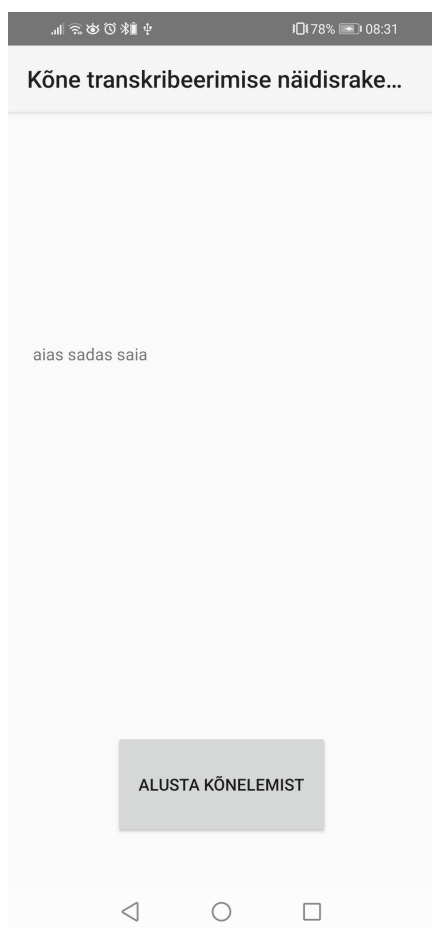 78% 08:31
Kõne transkribeerimise näidisrake...
aias sadas saia
ALUSTA KÕNELEMIST